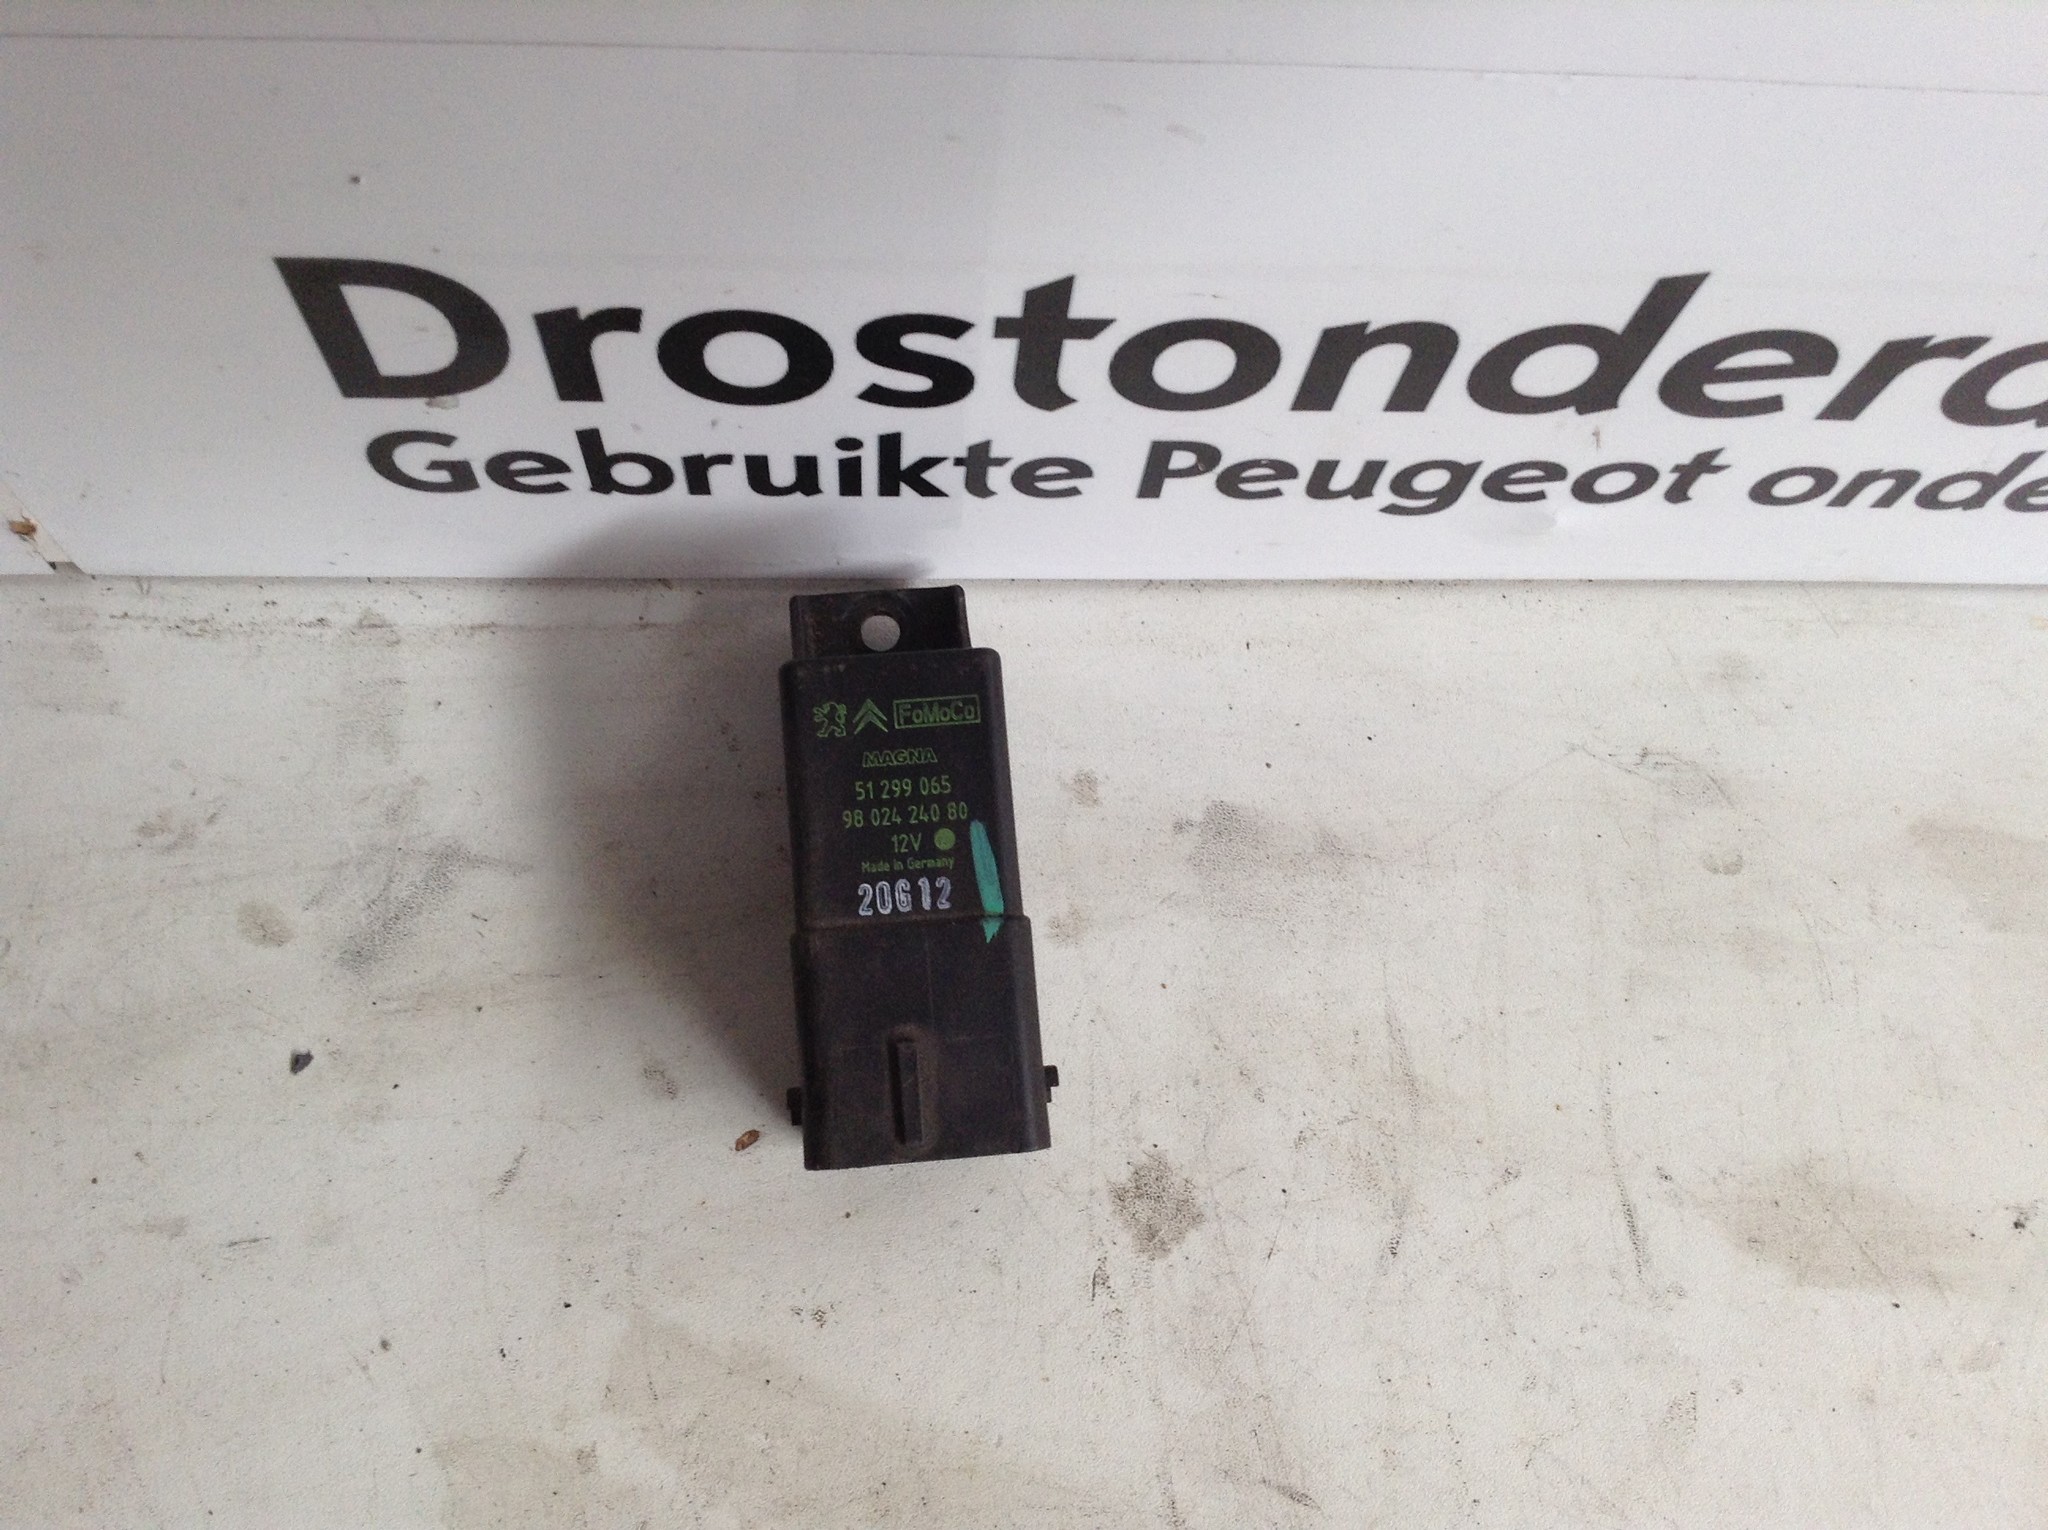 Drostonderd
Gebruikte Peugeot onde
FoMoCo
MAGNA
51 299 065
98 024 240 80
12V
Made in Germany
20G12